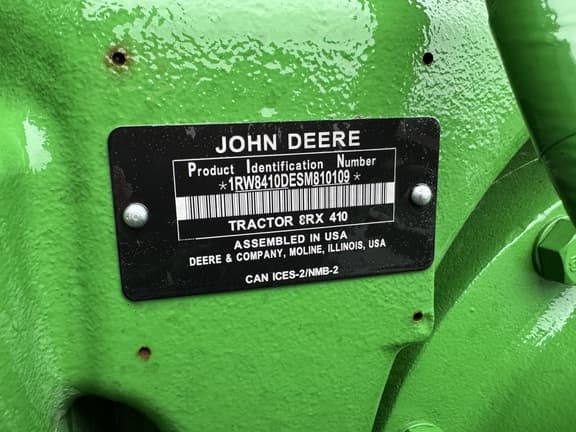 JOHN DEERE
Product Identification Number
*1RW8410DESM810109*
TRACTOR 8RX 410
ASSEMBLED IN USA
DEERE & COMPANY, MOLINE, ILLINOIS, USA
CAN ICES-2/NMB-2